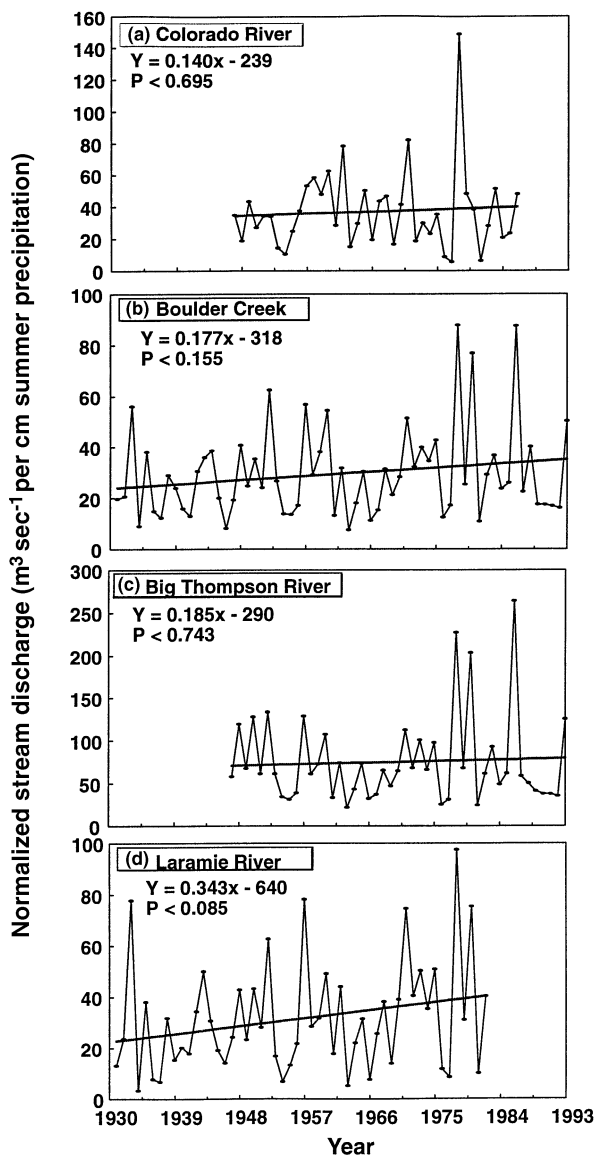 Normalized stream discharge (m³ sec⁻¹ per cm summer precipitation)
160
140
120
100
80
60
40
20
0
(a) Colorado River
Y = 0.140x - 239
P < 0.695
100
80
60
40
20
0
(b) Boulder Creek
Y = 0.177x - 318
P < 0.155
300
250
200
150
100
50
0
(c) Big Thompson River
Y = 0.185x - 290
P < 0.743
100
80
60
40
20
0
(d) Laramie River
Y = 0.343x - 640
P < 0.085
1930 1939 1948 1957 1966 1975 1984 1993
Year